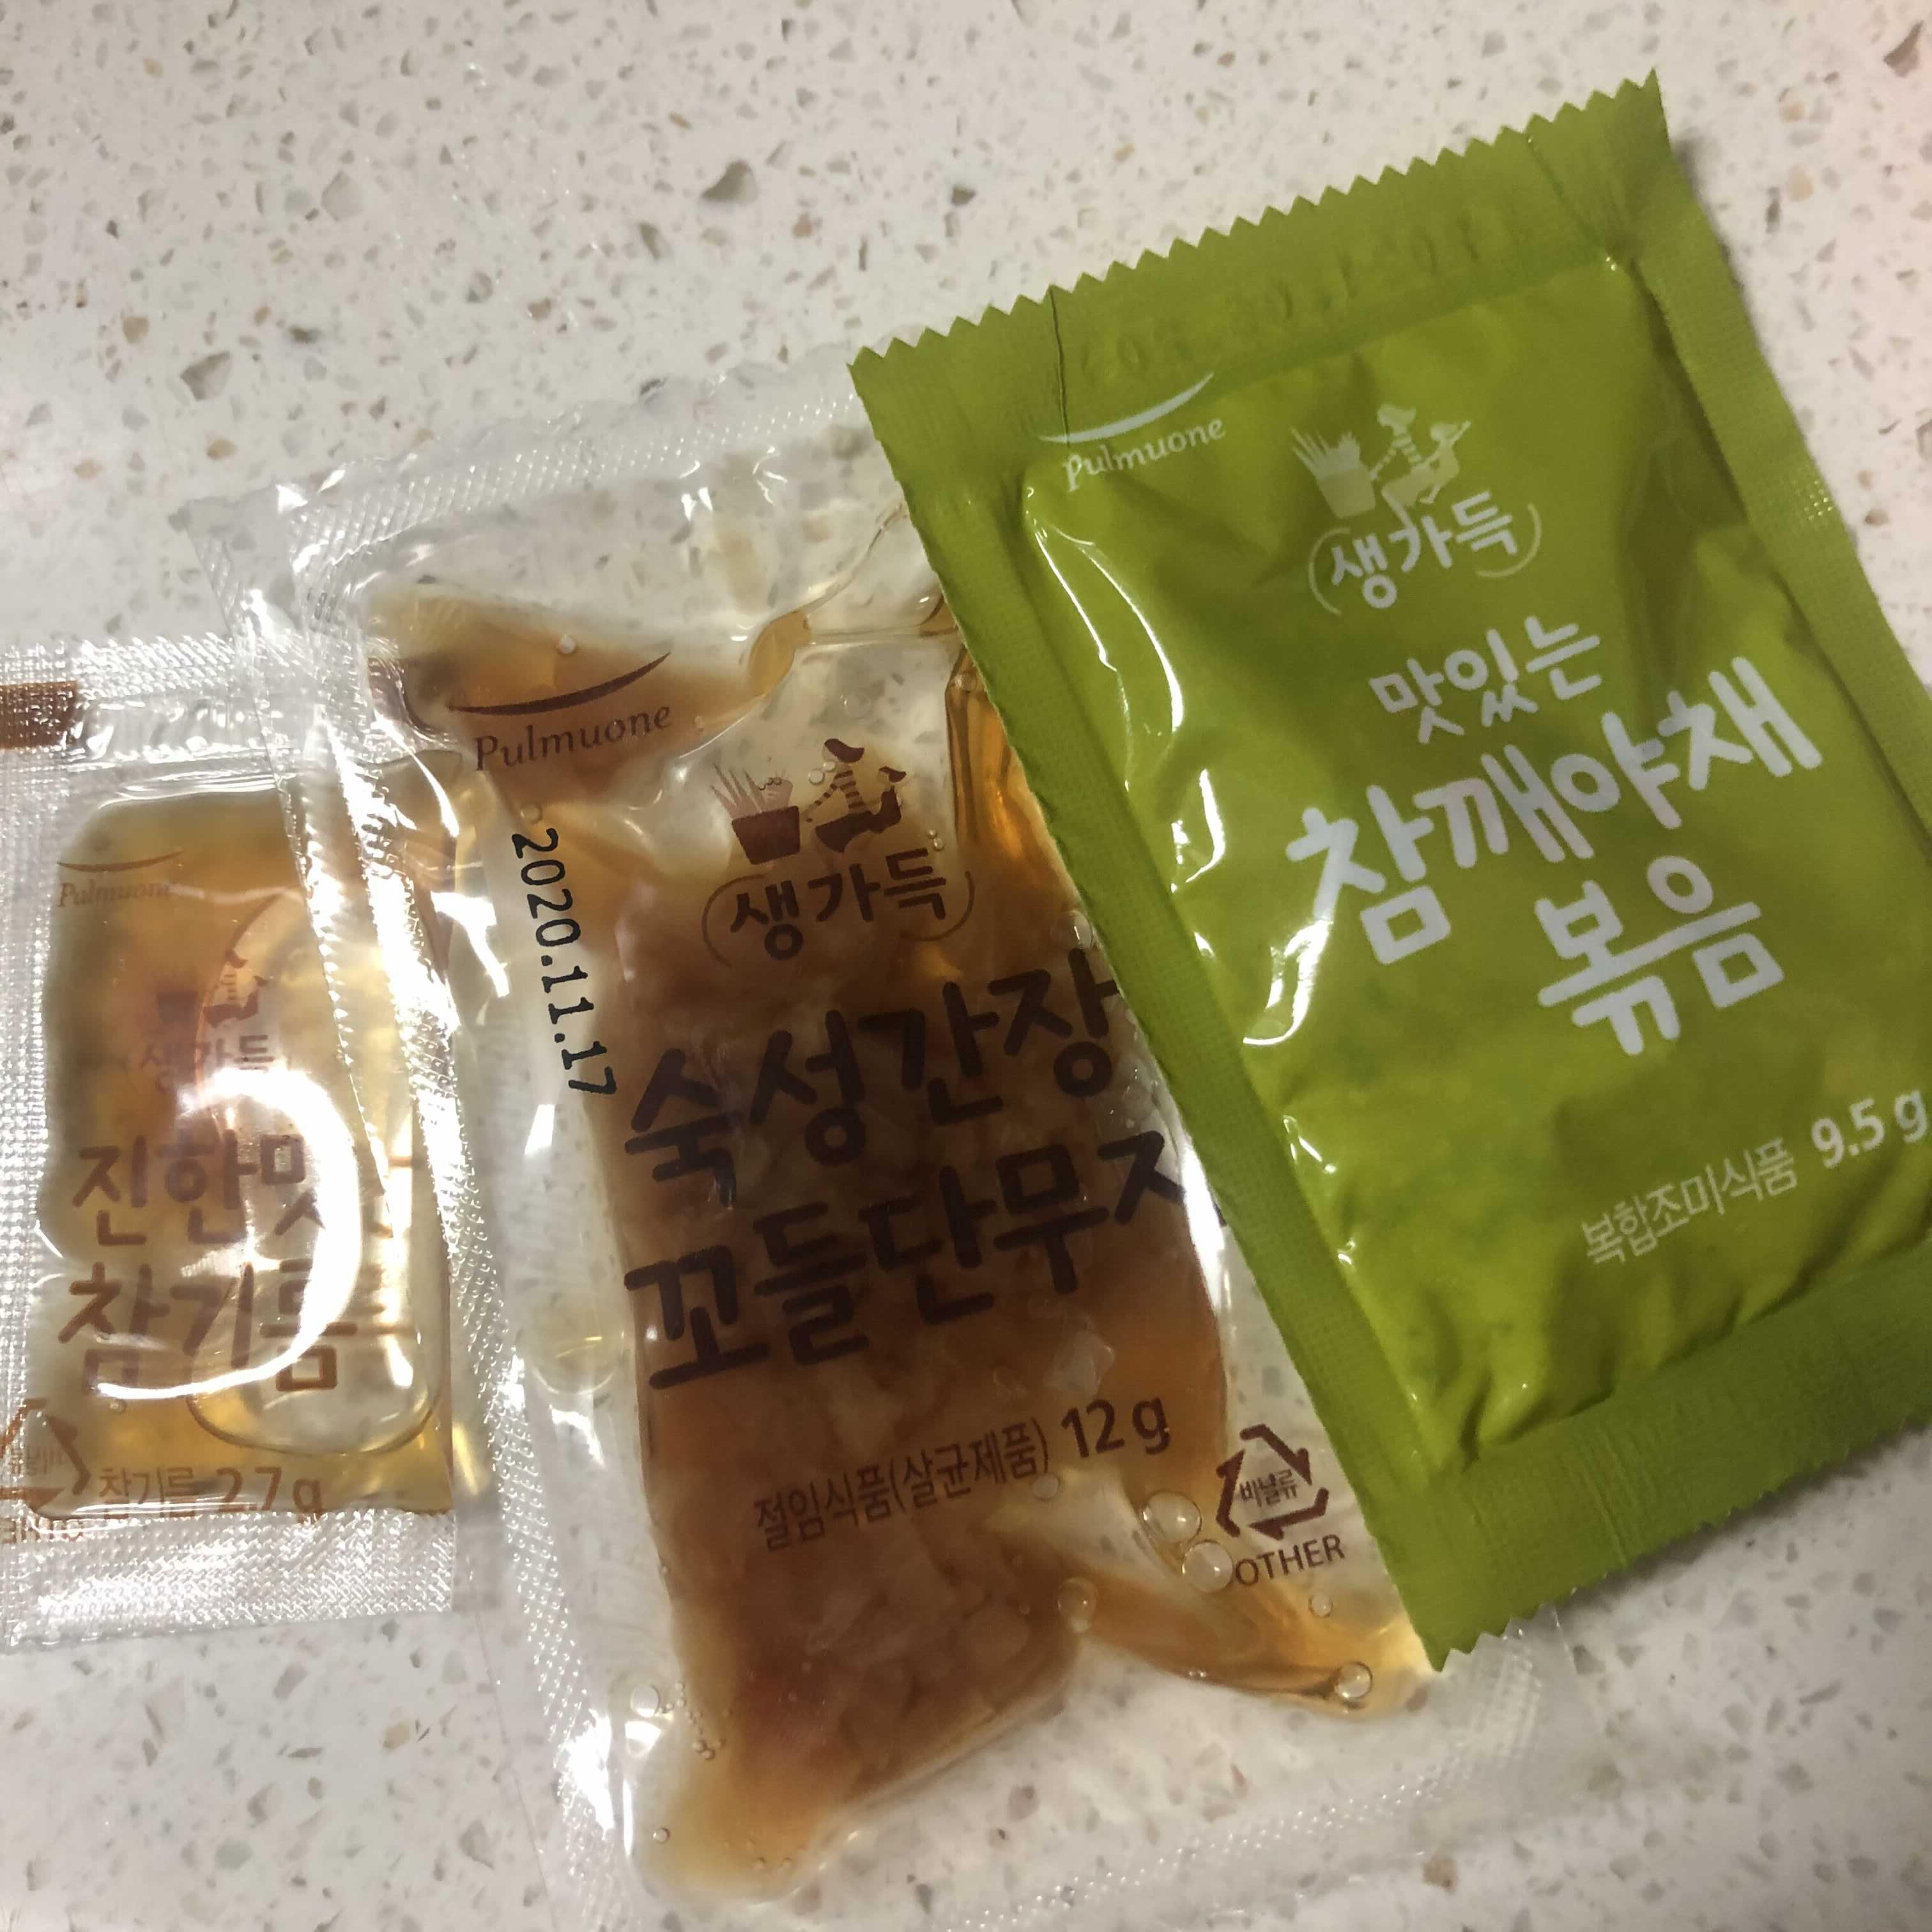 Pulmuone
생가득
진한맛
참기름
참기름 2.7g
Pulmuone
생가득
2020.11.17
숙성간장
꼬들단무지
절임식품(살균제품) 12 g
비닐류
OTHER
Pulmuone
생가득
맛있는
참깨야채
볶음
복합조미식품 9.5 g